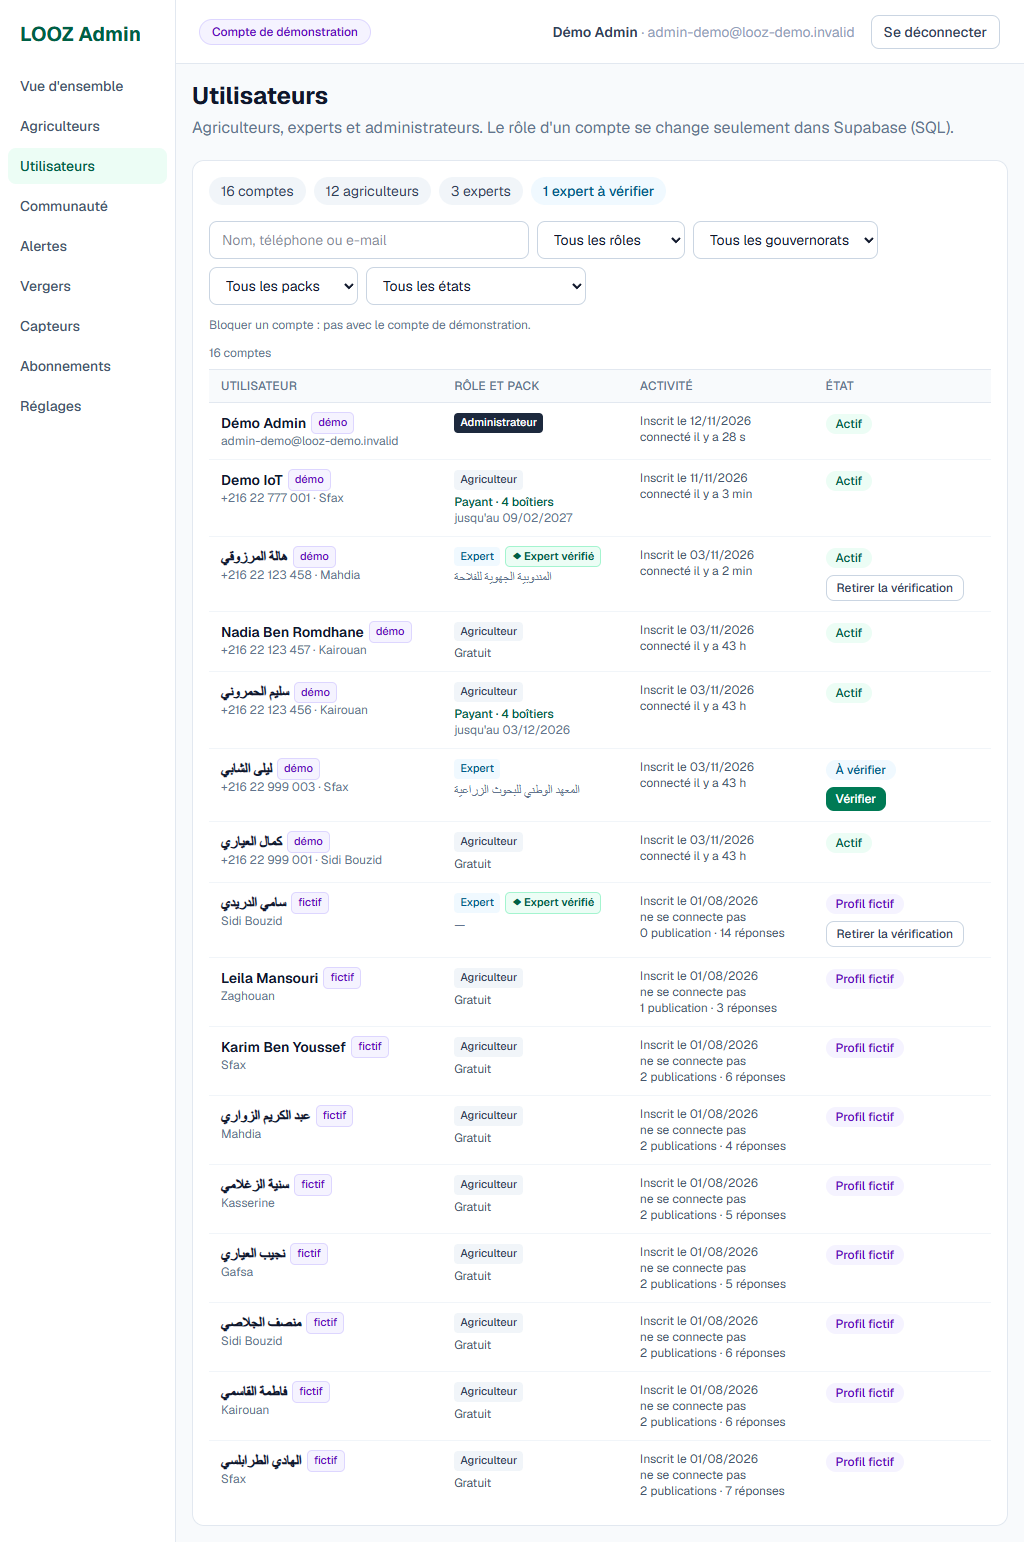 LOOZ Admin
Compte de démonstration
Démo Admin · admin-demo@looz-demo.invalid
Se déconnecter
Vue d'ensemble
Agriculteurs
Utilisateurs
Communauté
Alertes
Vergers
Capteurs
Abonnements
Réglages
Utilisateurs
Agriculteurs, experts et administrateurs. Le rôle d'un compte se change seulement dans Supabase (SQL).
16 comptes
12 agriculteurs
3 experts
1 expert à vérifier
Nom, téléphone ou e-mail
Tous les rôles
Tous les gouvernorats
Tous les packs
Tous les états
Bloquer un compte : pas avec le compte de démonstration.
16 comptes
UTILISATEUR
RÔLE ET PACK
ACTIVITÉ
ÉTAT
Démo Admin démo
admin-demo@looz-demo.invalid
Administrateur
Inscrit le 12/11/2026
connecté il y a 28 s
Actif
Demo IoT démo
+216 22 777 001 · Sfax
Agriculteur
Payant · 4 boîtiers
jusqu'au 09/02/2027
Inscrit le 11/11/2026
connecté il y a 3 min
Actif
هالة المرزوقي démo
+216 22 123 458 · Mahdia
Expert ◆ Expert vérifié
المندوبية الجهوية للفلاحة
Inscrit le 03/11/2026
connecté il y a 2 min
Actif
Retirer la vérification
Nadia Ben Romdhane démo
+216 22 123 457 · Kairouan
Agriculteur
Gratuit
Inscrit le 03/11/2026
connecté il y a 43 h
Actif
سليم الحمروني démo
+216 22 123 456 · Kairouan
Agriculteur
Payant · 4 boîtiers
jusqu'au 03/12/2026
Inscrit le 03/11/2026
connecté il y a 43 h
Actif
ليلى الشابي démo
+216 22 999 003 · Sfax
Expert
المعهد الوطني للبحوث الزراعية
Inscrit le 03/11/2026
connecté il y a 43 h
À vérifier
Vérifier
كمال العياري démo
+216 22 999 001 · Sidi Bouzid
Agriculteur
Gratuit
Inscrit le 03/11/2026
connecté il y a 43 h
Actif
سامي الدريدي fictif
Sidi Bouzid
Expert ◆ Expert vérifié
—
Inscrit le 01/08/2026
ne se connecte pas
0 publication · 14 réponses
Profil fictif
Retirer la vérification
Leila Mansouri fictif
Zaghouan
Agriculteur
Gratuit
Inscrit le 01/08/2026
ne se connecte pas
1 publication · 3 réponses
Profil fictif
Karim Ben Youssef fictif
Sfax
Agriculteur
Gratuit
Inscrit le 01/08/2026
ne se connecte pas
2 publications · 6 réponses
Profil fictif
عبد الكريم الزواري fictif
Mahdia
Agriculteur
Gratuit
Inscrit le 01/08/2026
ne se connecte pas
2 publications · 4 réponses
Profil fictif
سنية الزغلامي fictif
Kasserine
Agriculteur
Gratuit
Inscrit le 01/08/2026
ne se connecte pas
2 publications · 5 réponses
Profil fictif
نجيب العياري fictif
Gafsa
Agriculteur
Gratuit
Inscrit le 01/08/2026
ne se connecte pas
2 publications · 5 réponses
Profil fictif
منصف الجلاصي fictif
Sidi Bouzid
Agriculteur
Gratuit
Inscrit le 01/08/2026
ne se connecte pas
2 publications · 6 réponses
Profil fictif
فاطمة القاسمي fictif
Kairouan
Agriculteur
Gratuit
Inscrit le 01/08/2026
ne se connecte pas
2 publications · 6 réponses
Profil fictif
الهادي الطرابلسي fictif
Sfax
Agriculteur
Gratuit
Inscrit le 01/08/2026
ne se connecte pas
2 publications · 7 réponses
Profil fictif